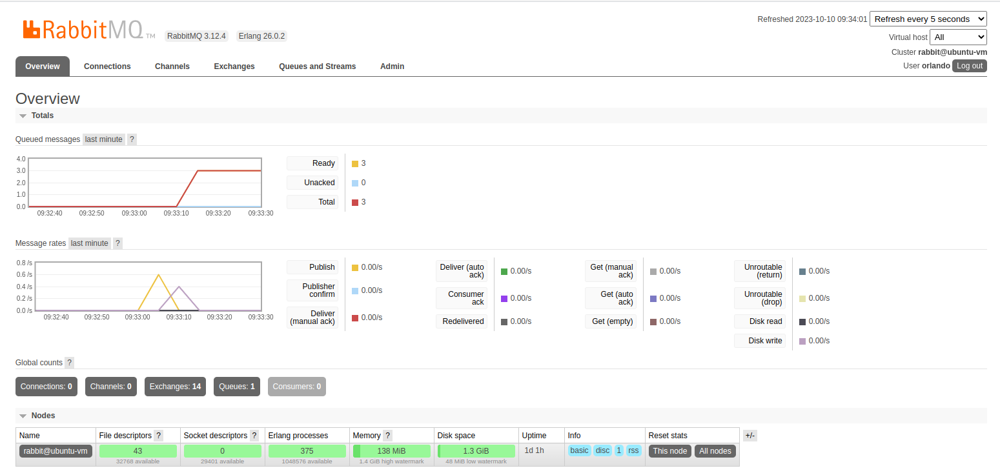 RabbitMQ TM RabbitMQ 3.12.4 Erlang 26.0.2
Refreshed 2023-10-10 09:34:01 Refresh every 5 seconds
Virtual host All
Cluster rabbit@ubuntu-vm
User orlando Log out
Overview Connections Channels Exchanges Queues and Streams Admin
Overview
Totals
Queued messages last minute ?
4.0
3.0
2.0
1.0
0.0
09:32:40 09:32:50 09:33:00 09:33:10 09:33:20 09:33:30
Ready 3
Unacked 0
Total 3
Message rates last minute ?
0.8 /s
0.6 /s
0.4 /s
0.2 /s
0.0 /s
09:32:40 09:32:50 09:33:00 09:33:10 09:33:20 09:33:30
Publish 0.00/s
Publisher
confirm 0.00/s
Deliver
(manual ack) 0.00/s
Deliver (auto
ack) 0.00/s
Consumer
ack 0.00/s
Redelivered 0.00/s
Get (manual
ack) 0.00/s
Get (auto
ack) 0.00/s
Get (empty) 0.00/s
Unroutable
(return) 0.00/s
Unroutable
(drop) 0.00/s
Disk read 0.00/s
Disk write 0.00/s
Global counts ?
Connections: 0 Channels: 0 Exchanges: 14 Queues: 1 Consumers: 0
Nodes
Name File descriptors ? Socket descriptors ? Erlang processes Memory ? Disk space Uptime Info Reset stats +/-
rabbit@ubuntu-vm 43 0 375 138 MiB 1.3 GiB 1d 1h basic disc 1 rss This node All nodes
32768 available 29401 available 1048576 available 1.4 GiB high watermark 48 MiB low watermark